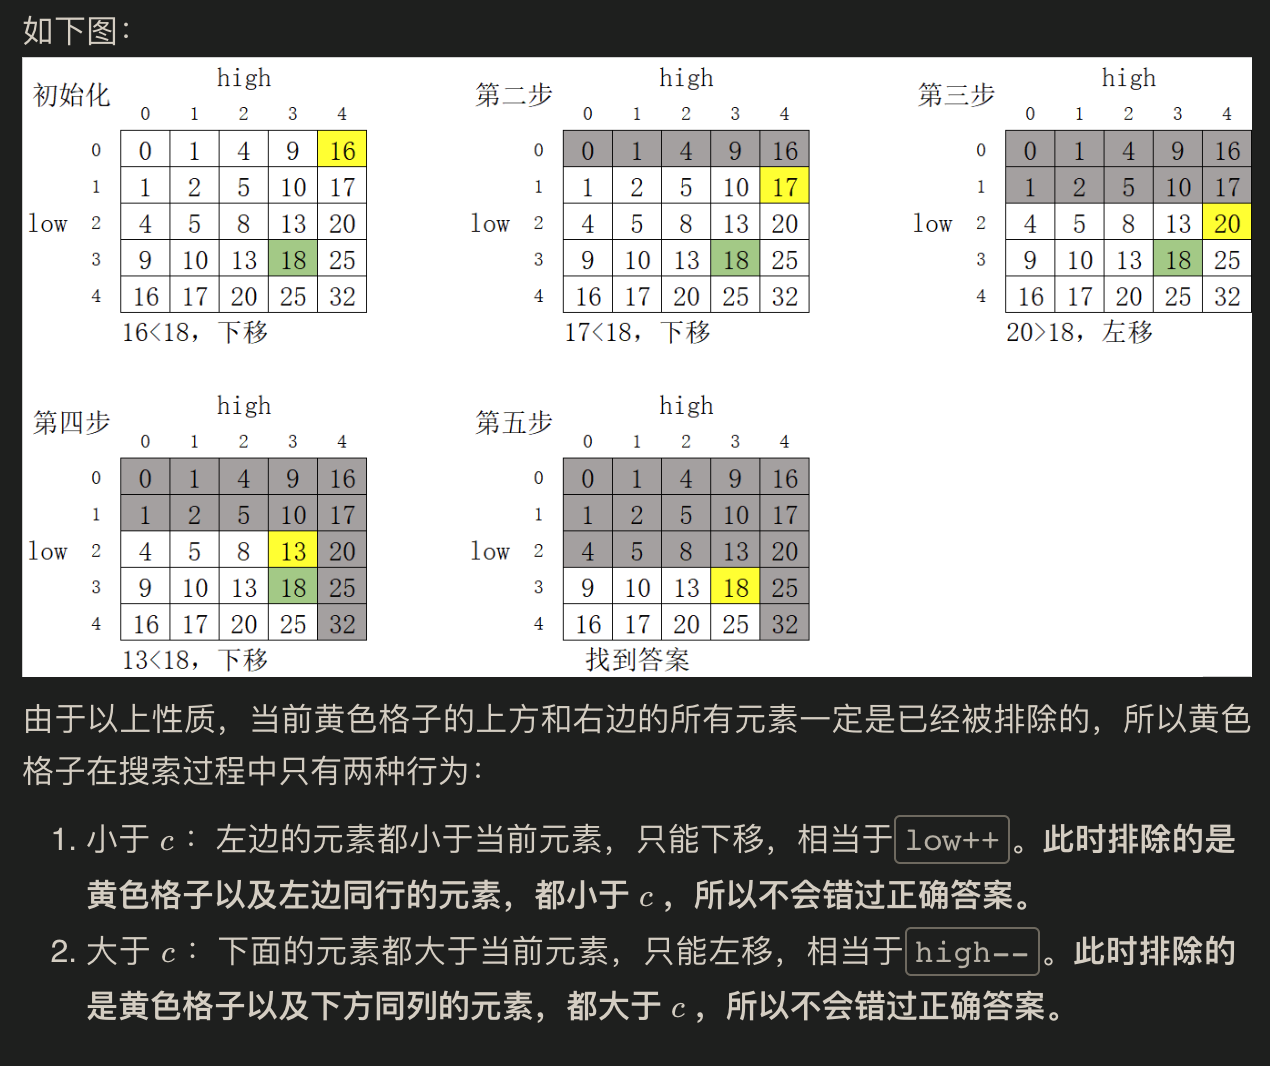 如下图：
初始化 high
0 1 2 3 4
0 0 1 4 9 16
1 1 2 5 10 17
low 2 4 5 8 13 20
3 9 10 13 18 25
4 16 17 20 25 32
16<18，下移
第二步 high
0 1 2 3 4
0 0 1 4 9 16
1 1 2 5 10 17
low 2 4 5 8 13 20
3 9 10 13 18 25
4 16 17 20 25 32
17<18，下移
第三步 high
0 1 2 3 4
0 0 1 4 9 16
1 1 2 5 10 17
low 2 4 5 8 13 20
3 9 10 13 18 25
4 16 17 20 25 32
20>18，左移
第四步 high
0 1 2 3 4
0 0 1 4 9 16
1 1 2 5 10 17
low 2 4 5 8 13 20
3 9 10 13 18 25
4 16 17 20 25 32
13<18，下移
第五步 high
0 1 2 3 4
0 0 1 4 9 16
1 1 2 5 10 17
low 2 4 5 8 13 20
3 9 10 13 18 25
4 16 17 20 25 32
找到答案
由于以上性质，当前黄色格子的上方和右边的所有元素一定是已经被排除的，所以黄色
格子在搜索过程中只有两种行为：
1. 小于 c ：左边的元素都小于当前元素，只能下移，相当于 low++ 。此时排除的是
黄色格子以及左边同行的元素，都小于 c ，所以不会错过正确答案。
2. 大于 c ：下面的元素都大于当前元素，只能左移，相当于 high-- 。此时排除的
是黄色格子以及下方同列的元素，都大于 c ，所以不会错过正确答案。